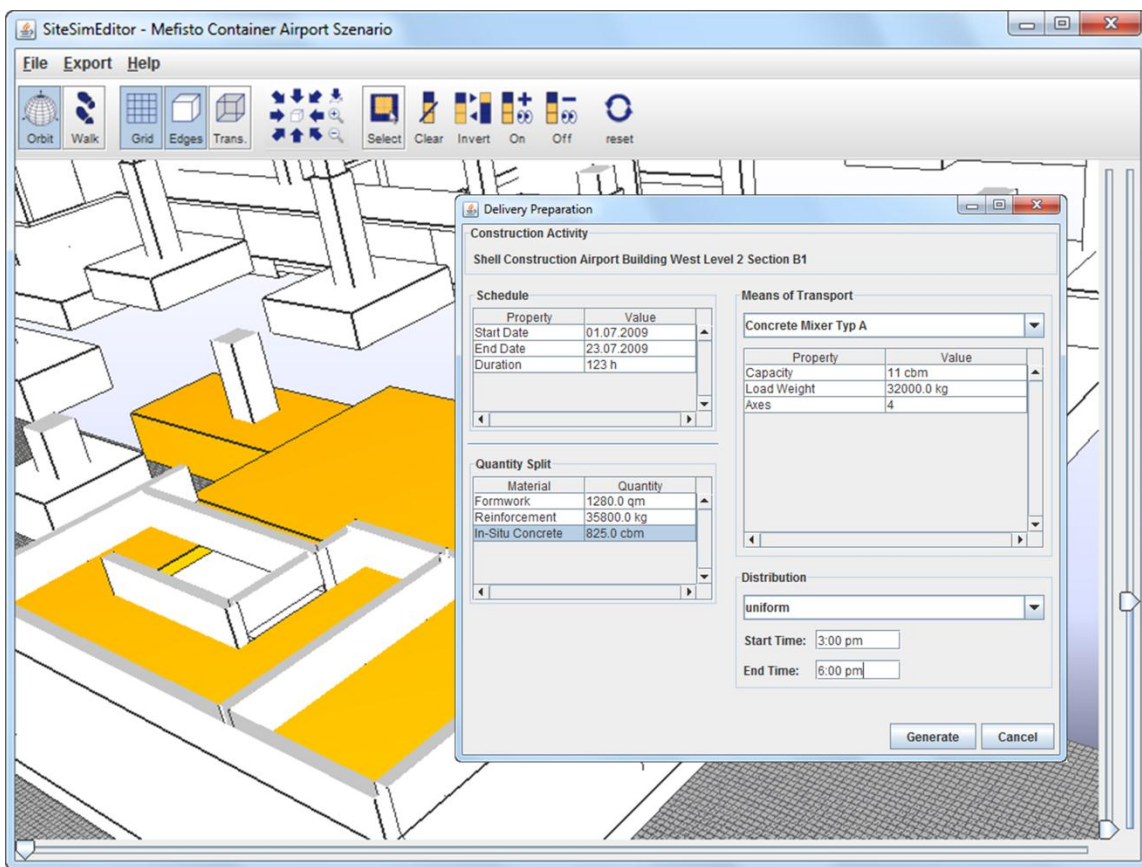 SiteSimEditor - Mefisto Container Airport Szenario
File Export Help
Orbit Walk Grid Edges Trans. Select Clear Invert On Off reset
Delivery Preparation
Construction Activity
Shell Construction Airport Building West Level 2 Section B1
Schedule
Property Value
Start Date 01.07.2009
End Date 23.07.2009
Duration 123 h
Quantity Split
Material Quantity
Formwork 1280.0 qm
Reinforcement 35800.0 kg
In-Situ Concrete 825.0 cbm
Means of Transport
Concrete Mixer Typ A
Property Value
Capacity 11 cbm
Load Weight 32000.0 kg
Axes 4
Distribution
uniform
Start Time: 3:00 pm
End Time: 6:00 pm
Generate Cancel